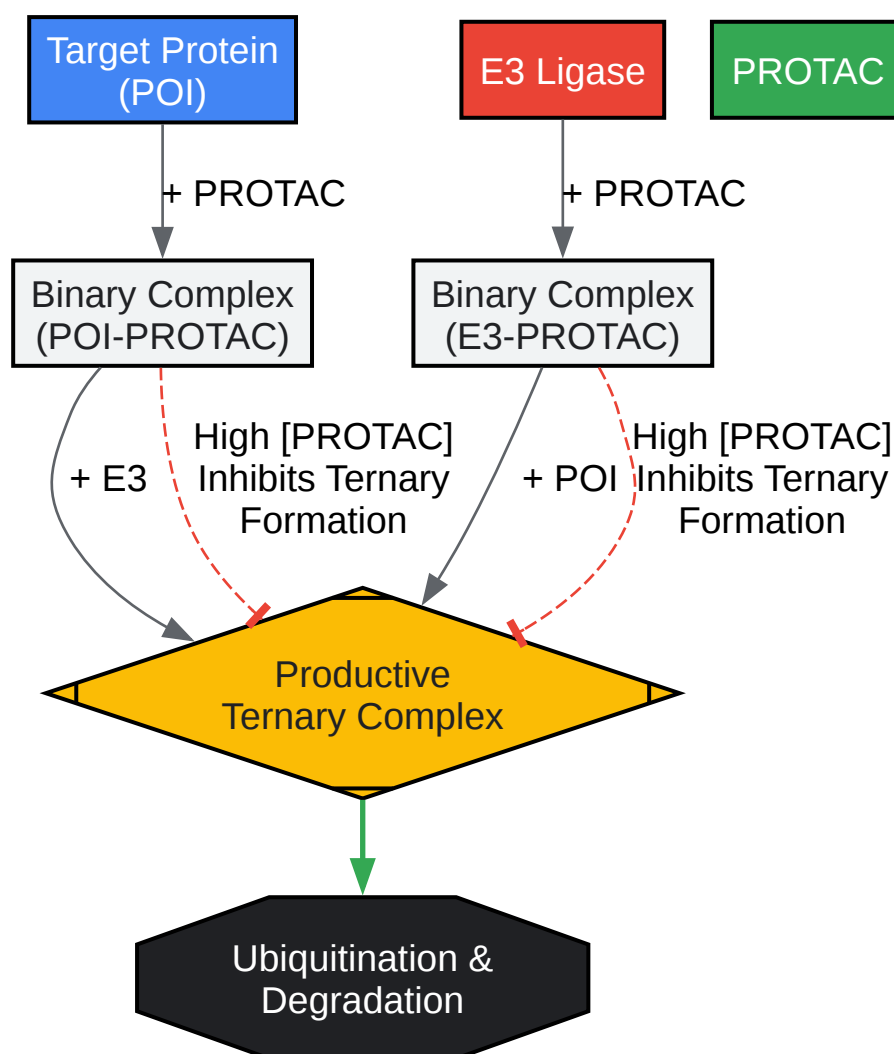 Target Protein
(POI)
E3 Ligase
PROTAC
+ PROTAC
+ PROTAC
Binary Complex
(POI-PROTAC)
Binary Complex
(E3-PROTAC)
+ E3
High [PROTAC]
Inhibits Ternary
Formation
+ POI
High [PROTAC]
Inhibits Ternary
Formation
Productive
Ternary Complex
Ubiquitination &
Degradation